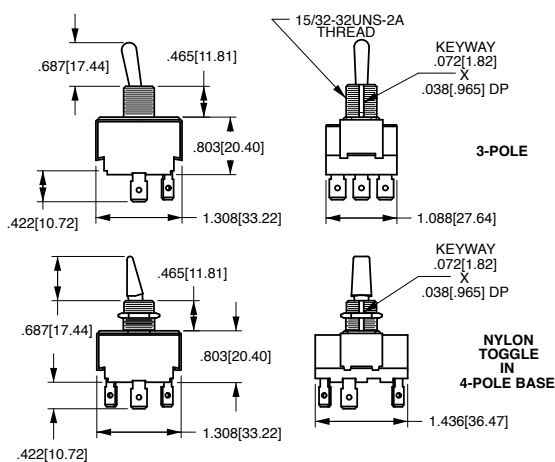 15/32-32UNS-2A
THREAD
.687[17.44]
.465[11.81]
KEYWAY
.072[1.82]
X
.038[.965] DP
.803[20.40]
3-POLE
.422[10.72]
1.308[33.22]
1.088[27.64]
KEYWAY
.072[1.82]
X
.038[.965] DP
.465[11.81]
.687[17.44]
.803[20.40]
NYLON
TOGGLE
IN
4-POLE BASE
1.436[36.47]
1.308[33.22]
.422[10.72]